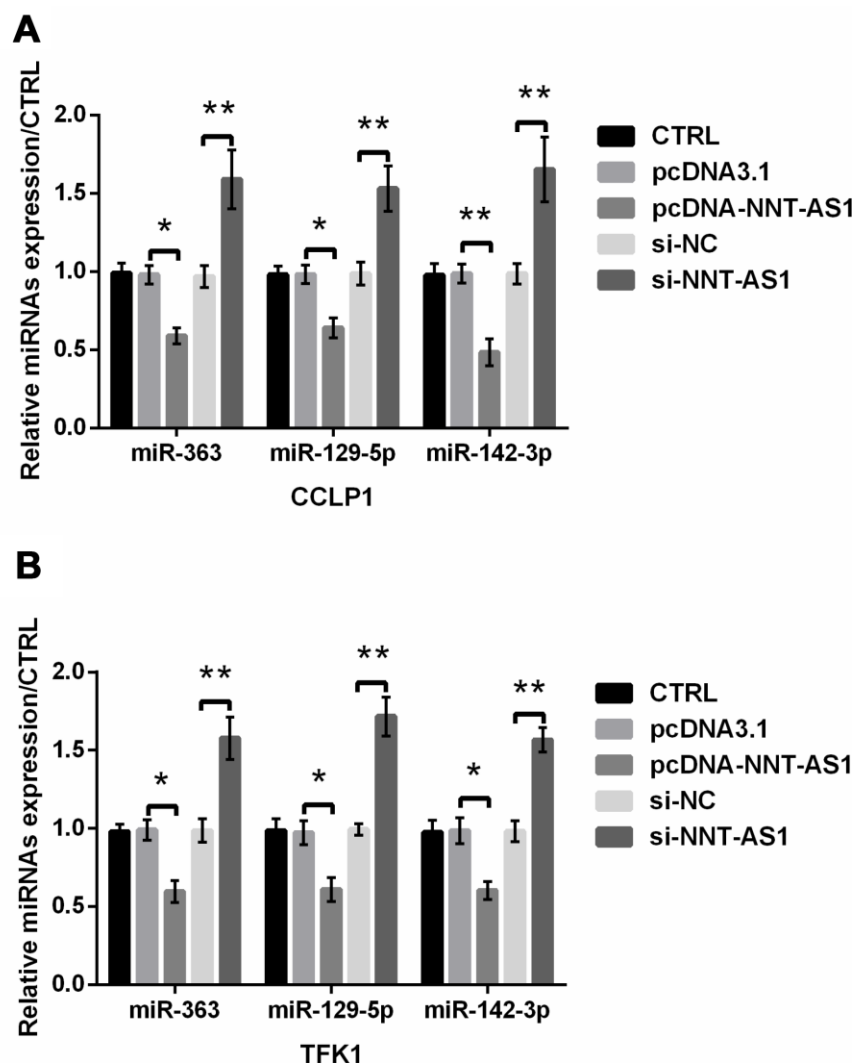 A
Relative miRNAs expression/CTRL
2.0
1.5
1.0
0.5
0.0
* ** * ** ** **
miR-363 miR-129-5p miR-142-3p
CCLP1
CTRL
pcDNA3.1
pcDNA-NNT-AS1
si-NC
si-NNT-AS1
B
Relative miRNAs expression/CTRL
2.0
1.5
1.0
0.5
0.0
* ** * ** * **
miR-363 miR-129-5p miR-142-3p
TFK1
CTRL
pcDNA3.1
pcDNA-NNT-AS1
si-NC
si-NNT-AS1